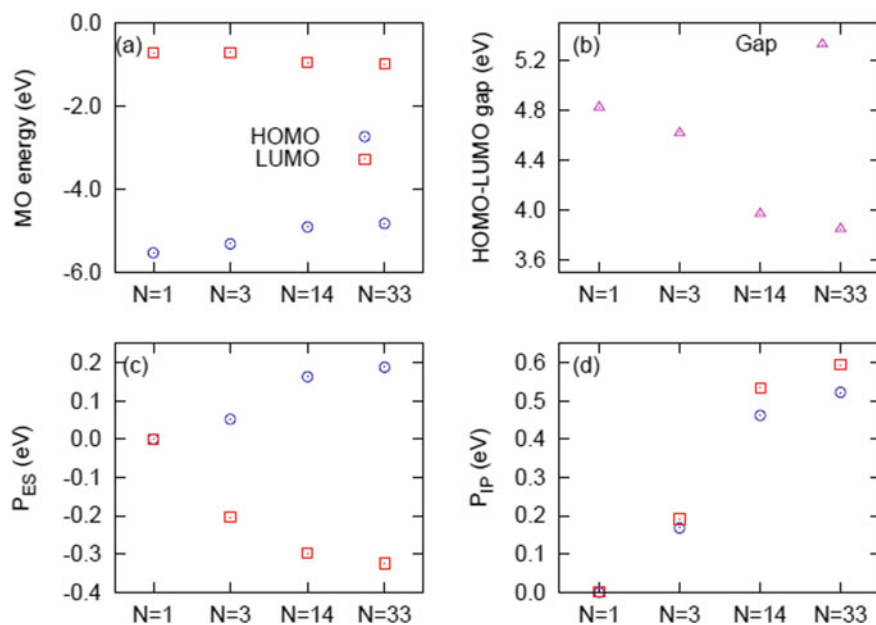 (a)
MO energy (eV)
0.0
-2.0
-4.0
-6.0
HOMO
LUMO
N=1 N=3 N=14 N=33
(b)
HOMO-LUMO gap (eV)
Gap
5.2
4.8
4.4
4.0
3.6
N=1 N=3 N=14 N=33
(c)
P_ES (eV)
0.2
0.1
0.0
-0.1
-0.2
-0.3
-0.4
N=1 N=3 N=14 N=33
(d)
P_IP (eV)
0.6
0.5
0.4
0.3
0.2
0.1
0.0
N=1 N=3 N=14 N=33